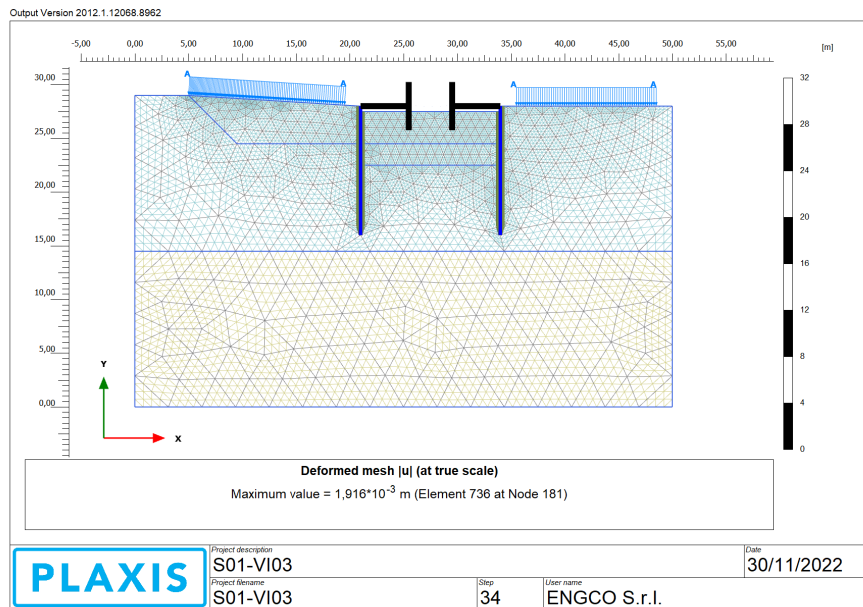 Output Version 2012.1.12068.8962
-5,00 0,00 5,00 10,00 15,00 20,00 25,00 30,00 35,00 40,00 45,00 50,00 55,00
[m]
30,00
25,00
20,00
15,00
10,00
5,00
0,00
A A A A
32
28
24
20
16
12
8
4
0
Y
X
Deformed mesh |u| (at true scale)
Maximum value = 1,916*10⁻³ m (Element 736 at Node 181)
PLAXIS
Project description
S01-VI03
Date
30/11/2022
Project filename
S01-VI03
Step
34
User name
ENGCO S.r.l.